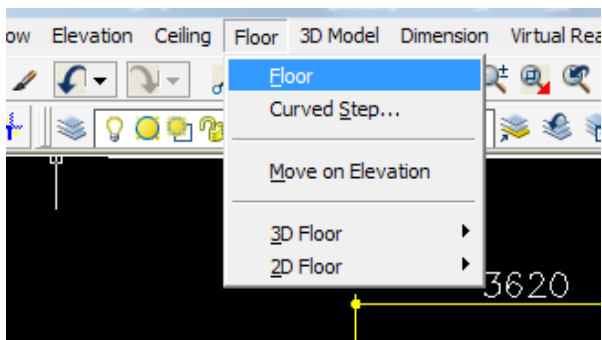 ow Elevation Ceiling Floor 3D Model Dimension Virtual Rea
Floor
Curved Step...
Move on Elevation
3D Floor
2D Floor
3620